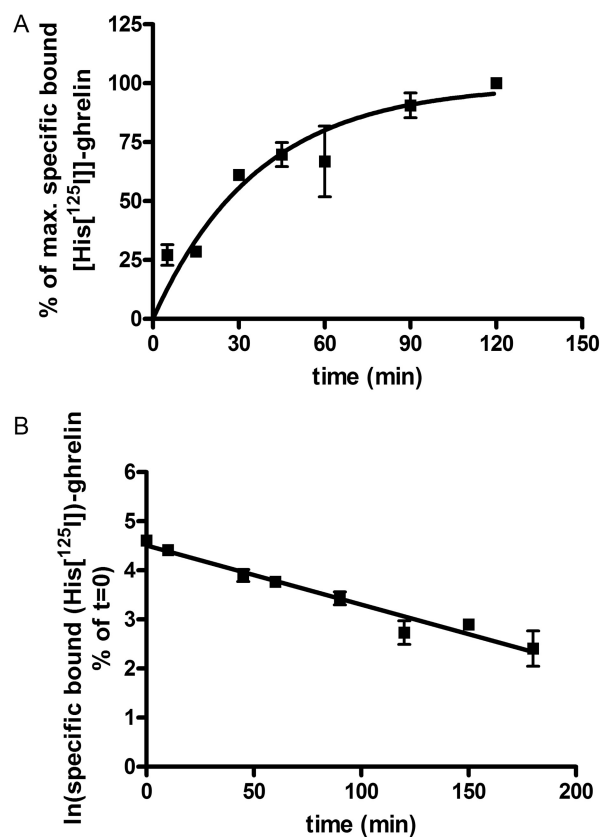 A
% of max. specific bound
[His[¹²⁵I]]-ghrelin
125
100
75
50
25
0
0 30 60 90 120 150
time (min)
B
ln(specific bound (His[¹²⁵I])-ghrelin
% of t=0)
6
5
4
3
2
1
0
0 50 100 150 200
time (min)